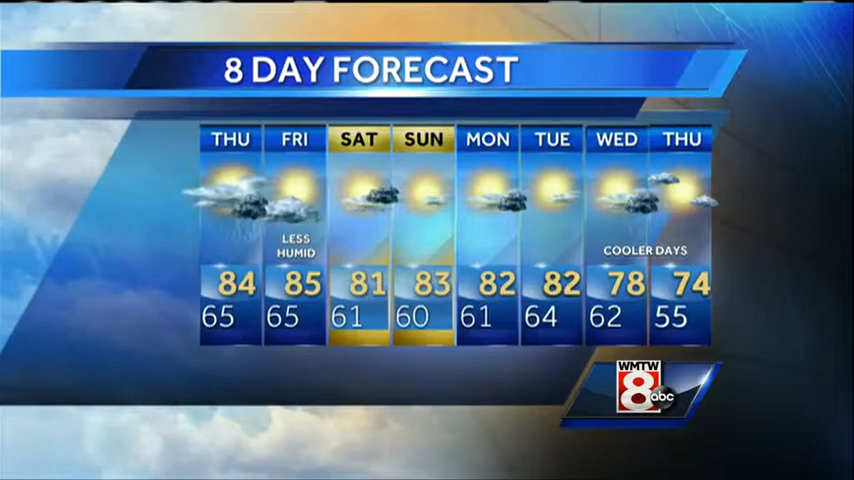 8 DAY FORECAST
THU FRI SAT SUN MON TUE WED THU
LESS
HUMID
COOLER DAYS
84 85 81 83 82 82 78 74
65 65 61 60 61 64 62 55
WMTW
8 abc